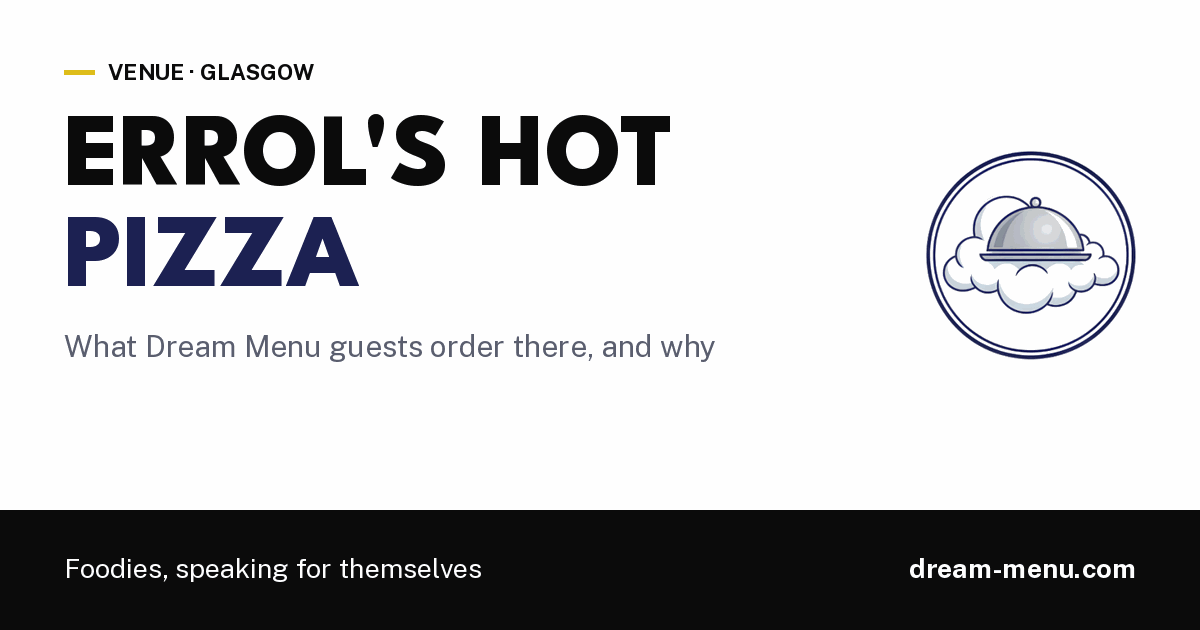 VENUE · GLASGOW
ERROL'S HOT
PIZZA
What Dream Menu guests order there, and why
Foodies, speaking for themselves
dream-menu.com